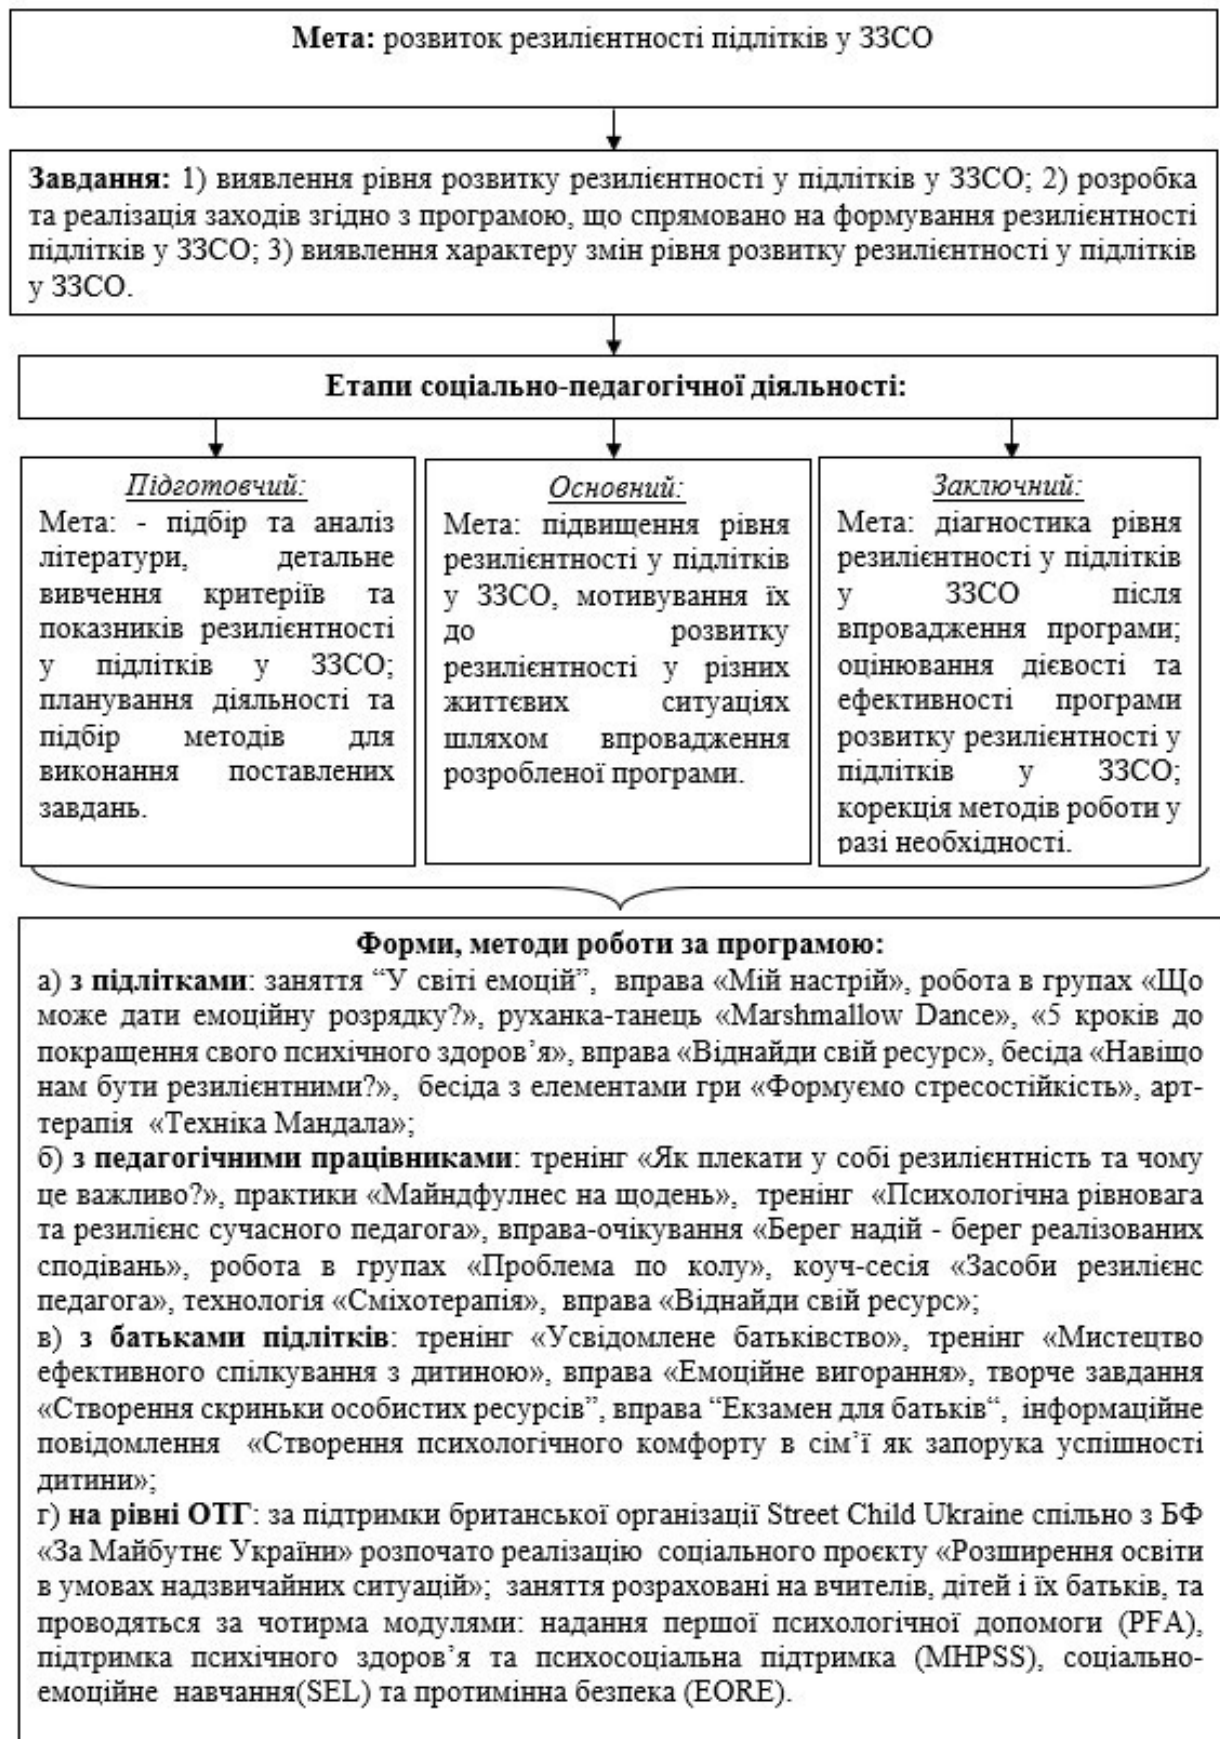 Мета: розвиток резилієнтності підлітків у ЗЗСО
Завдання: 1) виявлення рівня розвитку резилієнтності у підлітків у ЗЗСО; 2) розробка
та реалізація заходів згідно з програмою, що спрямовано на формування резилієнтності
підлітків у ЗЗСО; 3) виявлення характеру змін рівня розвитку резилієнтності у підлітків
у ЗЗСО.
Етапи соціально-педагогічної діяльності:
Підготовчий:
Мета: - підбір та аналіз
літератури, детальне
вивчення критеріїв та
показників резилієнтності
у підлітків у ЗЗСО;
планування діяльності та
підбір методів для
виконання поставлених
завдань.
Основний:
Мета: підвищення рівня
резилієнтності у підлітків
у ЗЗСО, мотивування їх
до розвитку
резилієнтності у різних
життєвих ситуаціях
шляхом впровадження
розробленої програми.
Заключний:
Мета: діагностика рівня
резилієнтності у підлітків
у ЗЗСО після
впровадження програми;
оцінювання дієвості та
ефективності програми
розвитку резилієнтності у
підлітків у ЗЗСО;
корекція методів роботи у
разі необхідності.
Форми, методи роботи за програмою:
а) з підлітками: заняття “У світі емоцій”, вправа «Мій настрій», робота в групах «Що
може дати емоційну розрядку?», руханка-танець «Marshmallow Dance», «5 кроків до
покращення свого психічного здоров’я», вправа «Віднайди свій ресурс», бесіда «Навіщо
нам бути резилієнтними?», бесіда з елементами гри «Формуємо стресостійкість», арт-
терапія «Техніка Мандала»;
б) з педагогічними працівниками: тренінг «Як плекати у собі резилієнтність та чому
це важливо?», практики «Майндфулнес на щодень», тренінг «Психологічна рівновага
та резилієнс сучасного педагога», вправа-очікування «Берег надій - берег реалізованих
сподівань», робота в групах «Проблема по колу», коуч-сесія «Засоби резилієнс
педагога», технологія «Сміхотерапія», вправа «Віднайди свій ресурс»;
в) з батьками підлітків: тренінг «Усвідомлене батьківство», тренінг «Мистецтво
ефективного спілкування з дитиною», вправа «Емоційне вигорання», творче завдання
«Створення скриньки особистих ресурсів”, вправа “Екзамен для батьків“, інформаційне
повідомлення «Створення психологічного комфорту в сім’ї як запорука успішності
дитини»;
г) на рівні ОТГ: за підтримки британської організації Street Child Ukraine спільно з БФ
«За Майбутнє України» розпочато реалізацію соціального проєкту «Розширення освіти
в умовах надзвичайних ситуацій»; заняття розраховані на вчителів, дітей і їх батьків, та
проводяться за чотирма модулями: надання першої психологічної допомоги (PFA),
підтримка психічного здоров’я та психосоціальна підтримка (MHPSS), соціально-
емоційне навчання(SEL) та протимінна безпека (EORE).